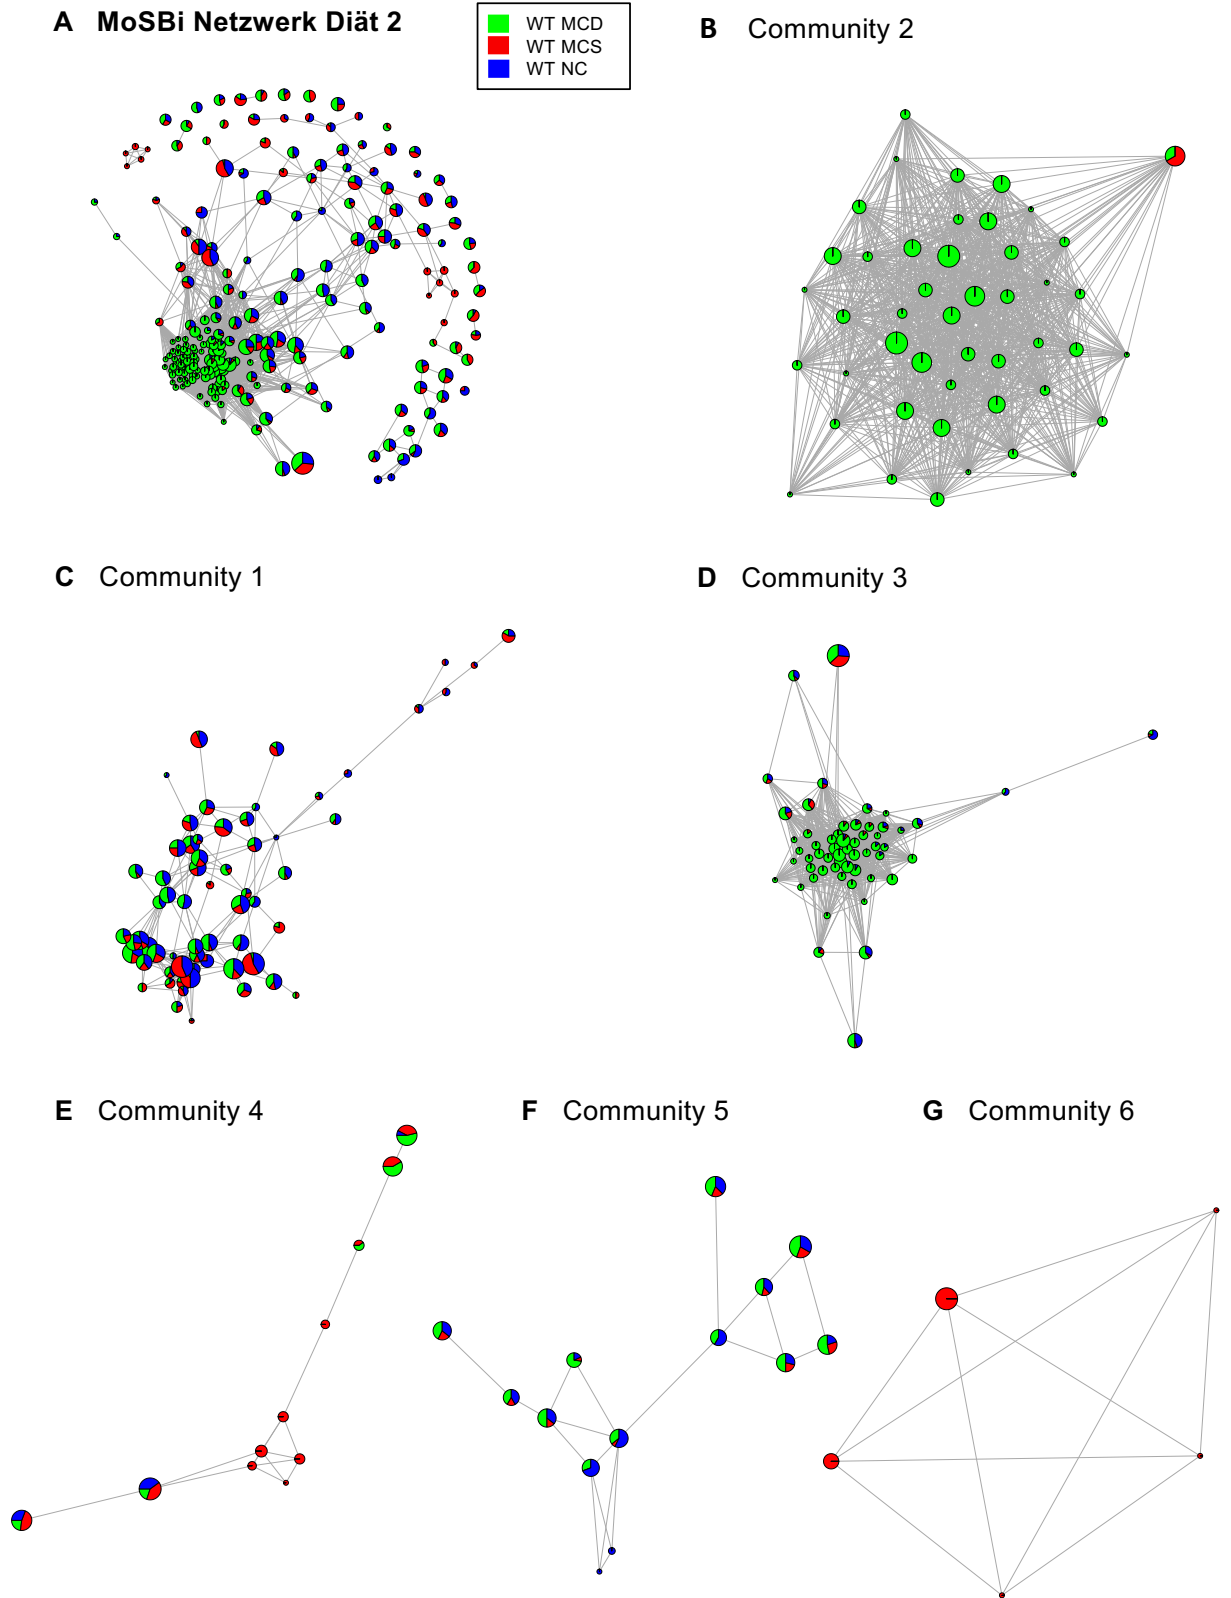 A MoSBi Netzwerk Diät 2
WT MCD
WT MCS
WT NC
B Community 2
C Community 1
D Community 3
E Community 4
F Community 5
G Community 6